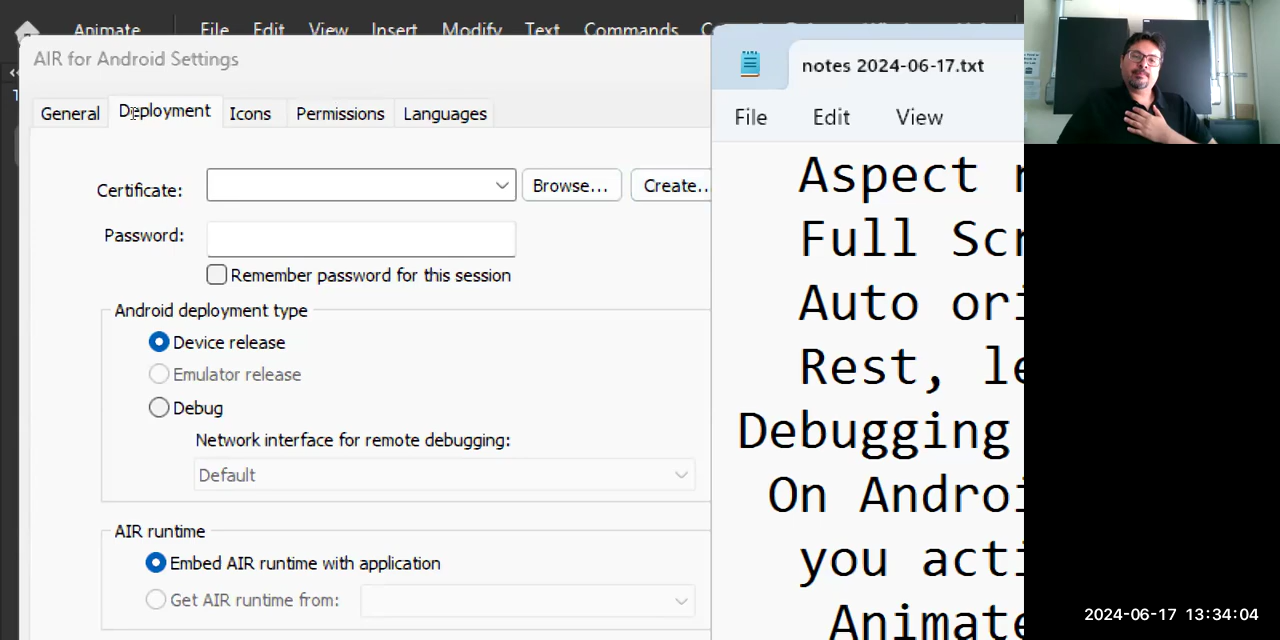 Animate File Edit View Insert Modify Text Commands
AIR for Android Settings
General Deployment Icons Permissions Languages
Certificate: Browse... Create...
Password:
Remember password for this session
Android deployment type
Device release
Emulator release
Debug
Network interface for remote debugging:
Default
AIR runtime
Embed AIR runtime with application
Get AIR runtime from:
notes 2024-06-17.txt
File Edit View
Aspect
Full Scr
Auto ori
Rest, le
Debugging
On Androi
you acti
Animate
2024-06-17 13:34:04